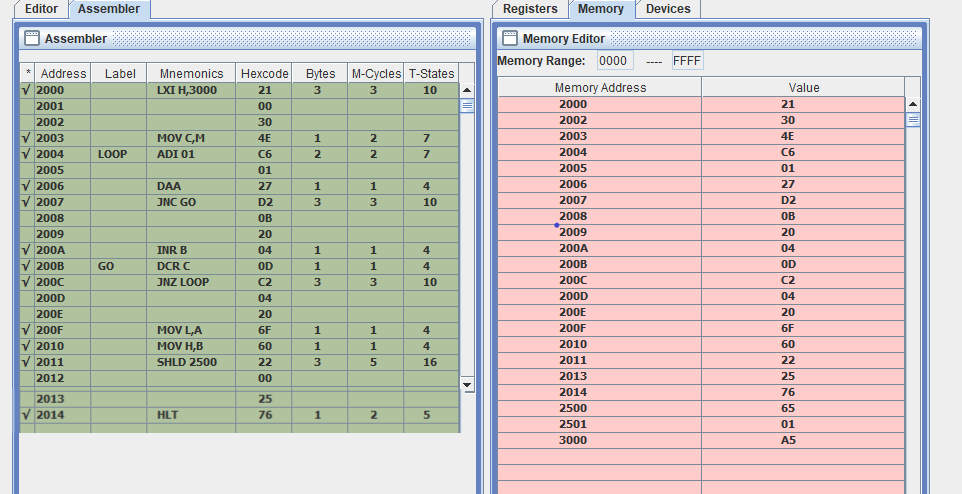 Editor Assembler
Assembler
* Address Label Mnemonics Hexcode Bytes M-Cycles T-States
√ 2000 LXI H,3000 21 3 3 10
2001 00
2002 30
√ 2003 MOV C,M 4E 1 2 7
√ 2004 LOOP ADI 01 C6 2 2 7
2005 01
√ 2006 DAA 27 1 1 4
√ 2007 JNC GO D2 3 3 10
2008 0B
2009 20
√ 200A INR B 04 1 1 4
√ 200B GO DCR C 0D 1 1 4
√ 200C JNZ LOOP C2 3 3 10
200D 04
200E 20
√ 200F MOV L,A 6F 1 1 4
√ 2010 MOV H,B 60 1 1 4
√ 2011 SHLD 2500 22 3 5 16
2012 00
2013 25
√ 2014 HLT 76 1 2 5
Registers Memory Devices
Memory Editor
Memory Range: 0000 ---- FFFF
Memory Address Value
2000 21
2002 30
2003 4E
2004 C6
2005 01
2006 27
2007 D2
2008 0B
2009 20
200A 04
200B 0D
200C C2
200D 04
200E 20
200F 6F
2010 60
2011 22
2013 25
2014 76
2500 65
2501 01
3000 A5